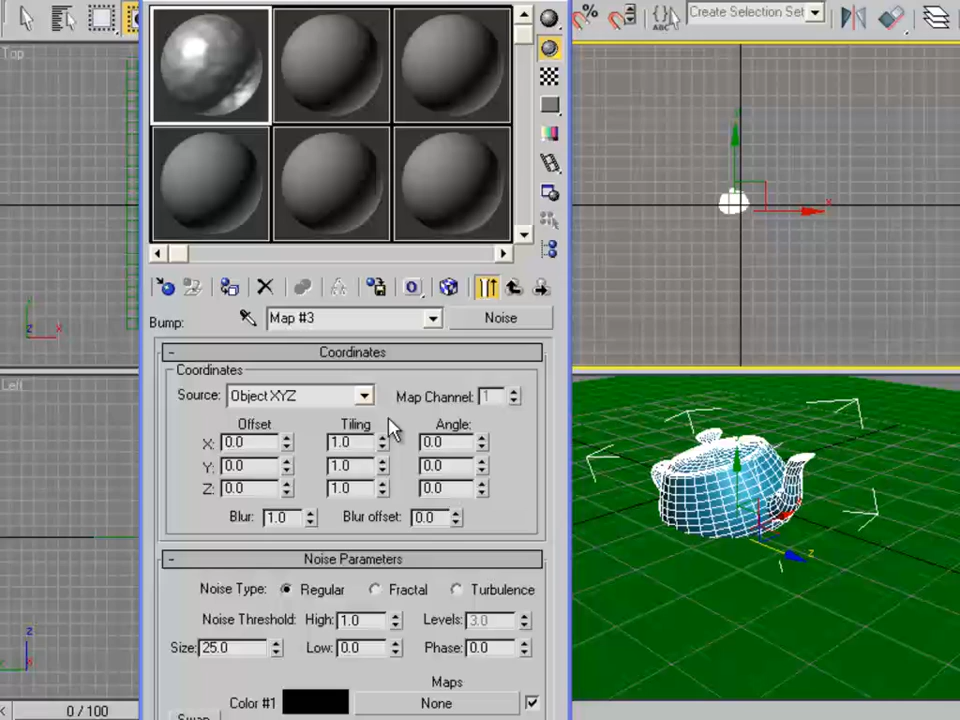 Create Selection Set
ABC
Top
y
x
x
z
Bump:
Map #3
Noise
-
Coordinates
Coordinates
Source:
Object XYZ
Map Channel:
1
Offset
Tiling
Angle:
X:
0.0
1.0
0.0
Y:
0.0
1.0
0.0
Z:
0.0
1.0
0.0
Blur:
1.0
Blur offset:
0.0
Left
z
z
-
Noise Parameters
Noise Type:
Regular
Fractal
Turbulence
Noise Threshold:
High:
1.0
Levels:
3.0
Size:
25.0
Low:
0.0
Phase:
0.0
Maps
Color #1
None
Swap
0 / 100